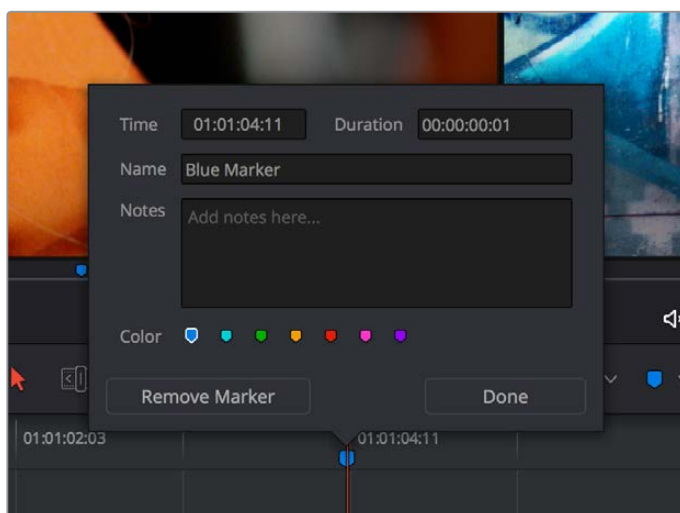 Time 01:01:04:11 Duration 00:00:00:01
Name Blue Marker
Notes Add notes here...
Color
Remove Marker Done
01:01:02:03 01:01:04:11